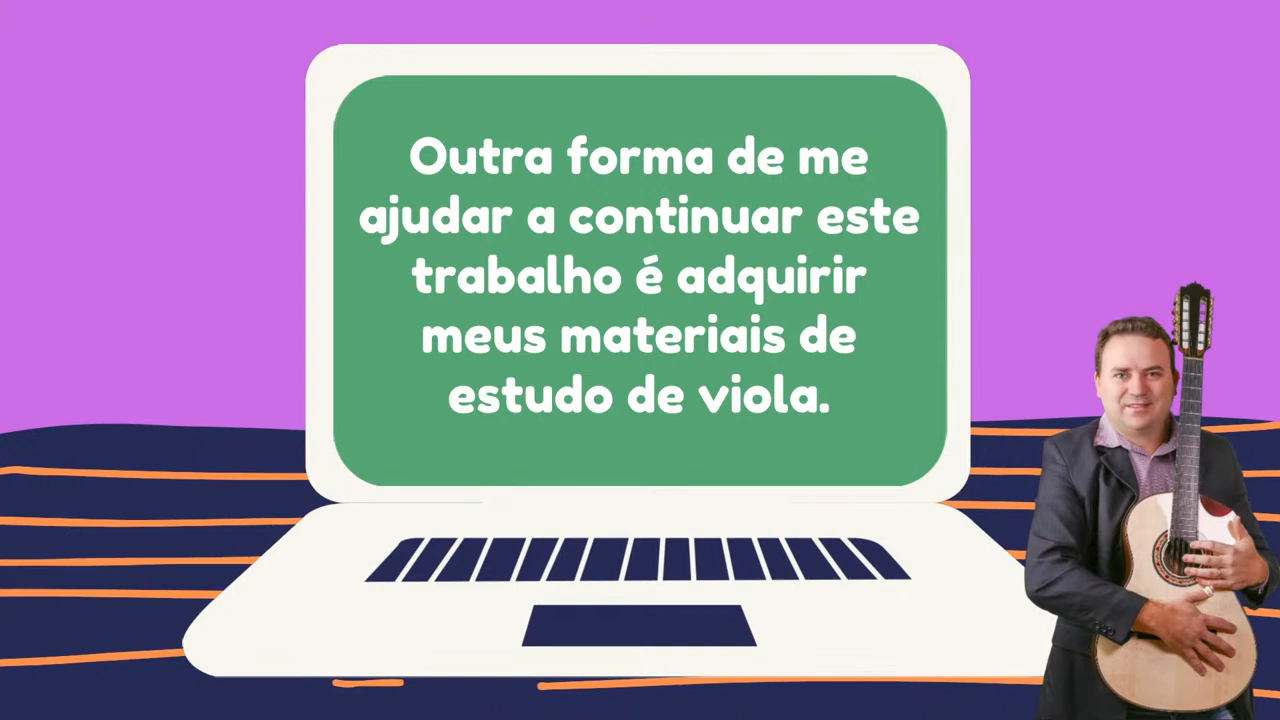 Outra forma de me
ajudar a continuar este
trabalho é adquirir
meus materiais de
estudo de viola.